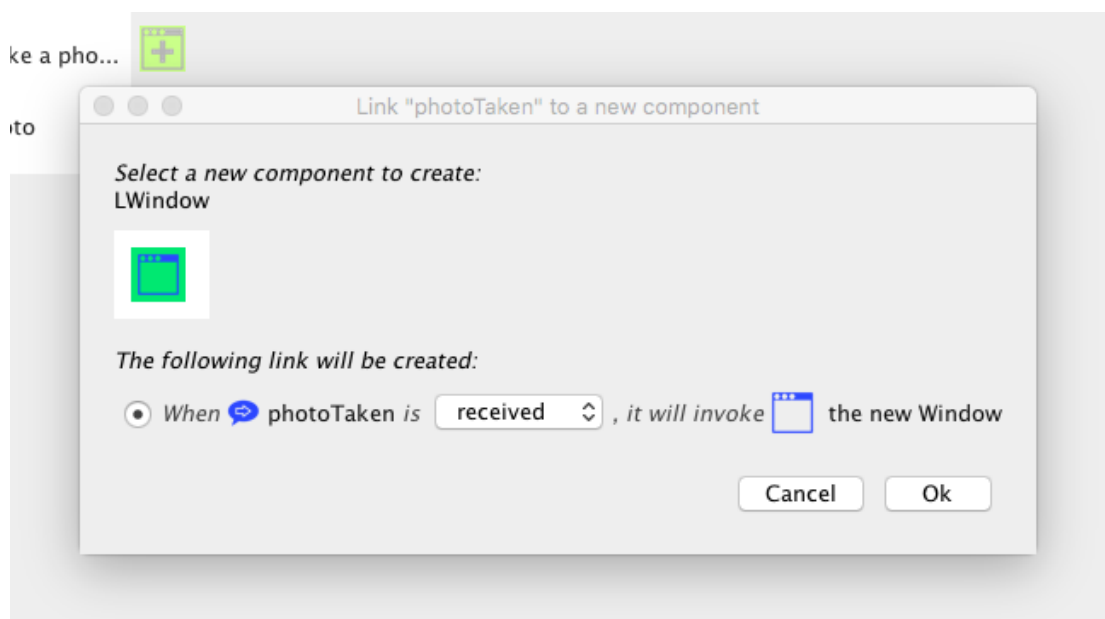 ke a pho...
Link "photoTaken" to a new component
to
Select a new component to create:
LWindow
The following link will be created:
When photoTaken is received , it will invoke the new Window
Cancel Ok